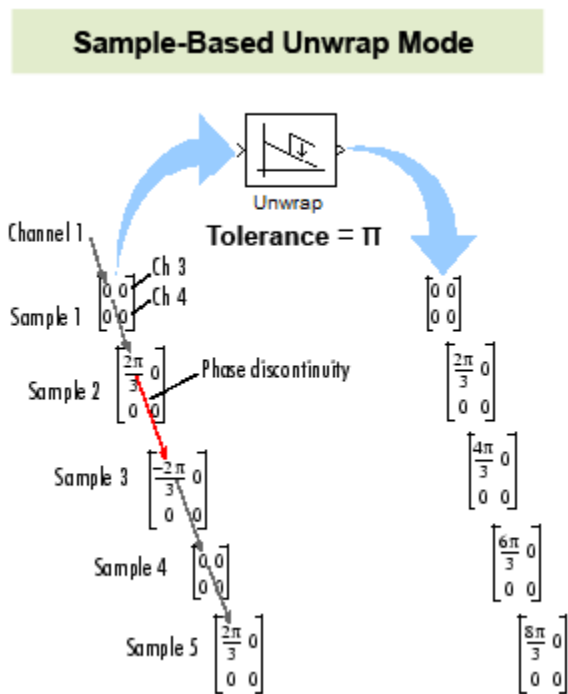 Sample-Based Unwrap Mode
Unwrap
Tolerance = π
Channel 1
Ch 3
Ch 4
Sample 1
0 0
0 0
0 0
0 0
Sample 2
2π/3 0
0 0
Phase discontinuity
2π/3 0
0 0
Sample 3
-2π/3 0
0 0
4π/3 0
0 0
Sample 4
0 0
0 0
6π/3 0
0 0
Sample 5
2π/3 0
0 0
8π/3 0
0 0